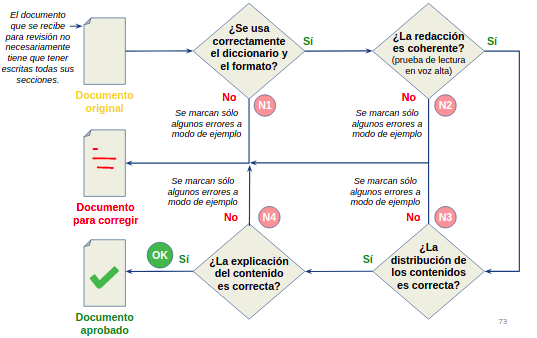 El documento
que se recibe
para revisión no
necesariamente
tiene que tener
escritas todas sus
secciones.
Documento
original
¿Se usa
correctamente
el diccionario y
el formato?
Sí
¿La redacción
es coherente?
(prueba de lectura
en voz alta)
Sí
No
N1
Se marcan sólo
algunos errores a
modo de ejemplo
No
N2
Se marcan sólo
algunos errores a
modo de ejemplo
Documento
para corregir
Se marcan sólo
algunos errores a
modo de ejemplo
No
N4
Se marcan sólo
algunos errores a
modo de ejemplo
No
N3
Documento
aprobado
OK
Sí
¿La explicación
del contenido
es correcta?
Sí
¿La
distribución de
los contenidos
es correcta?
73